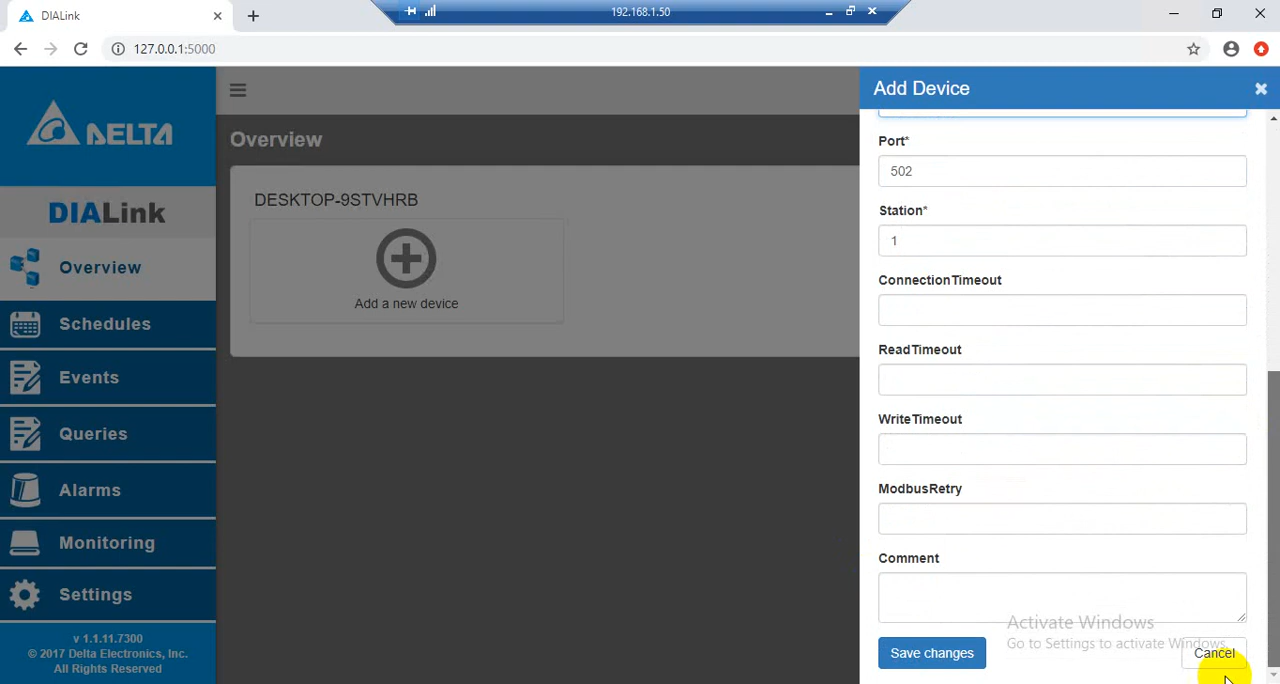 DIALink
192.168.1.50
127.0.0.1:5000
DELTA
DIALink
Overview
Schedules
Events
Queries
Alarms
Monitoring
Settings
v 1.1.11.7300
© 2017 Delta Electronics, Inc.
All Rights Reserved
Overview
DESKTOP-9STVHRB
Add a new device
Add Device
Port*
502
Station*
1
ConnectionTimeout
ReadTimeout
WriteTimeout
ModbusRetry
Comment
Activate Windows
Go to Settings to activate Windows.
Save changes
Cancel